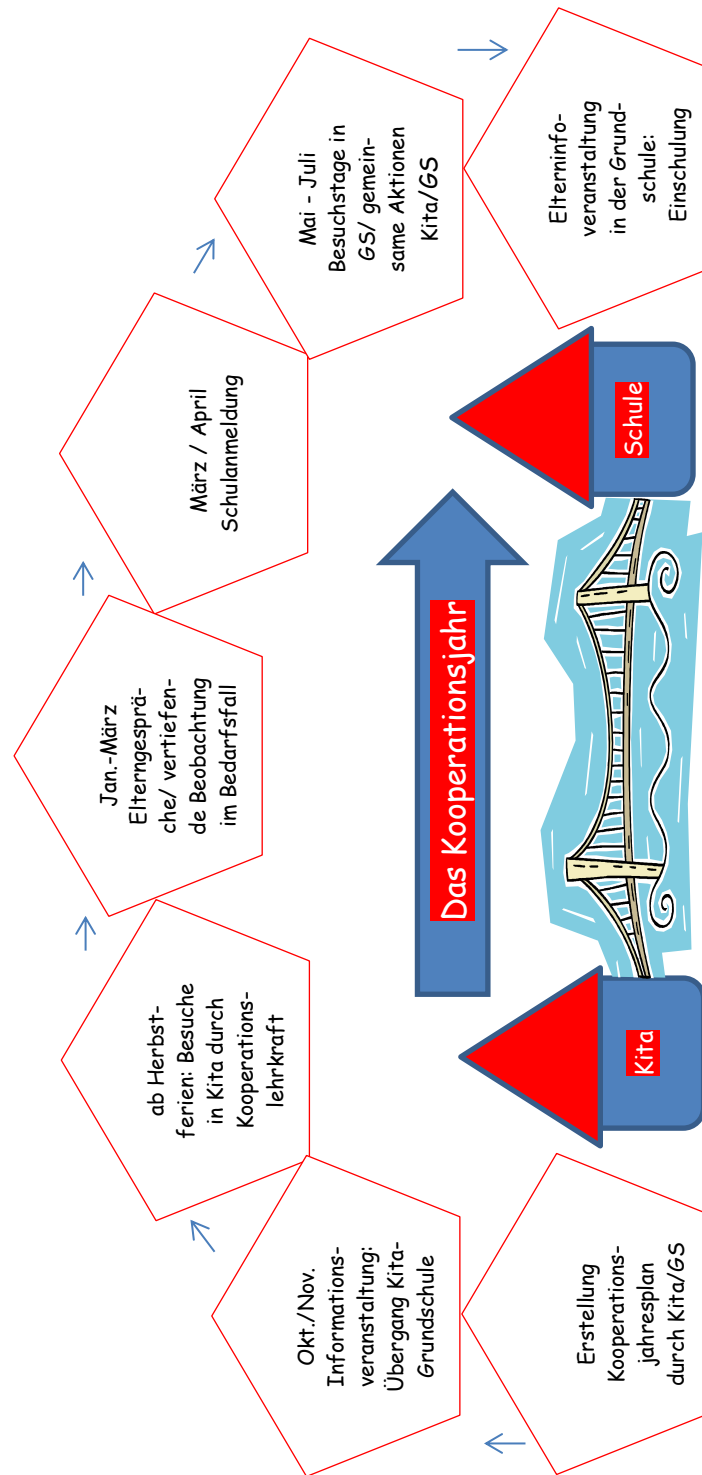 Erstellung
Kooperations-
jahresplan
durch Kita/GS
Okt./Nov.
Informations-
veranstaltung:
Übergang Kita-
Grundschule
ab Herbst-
ferien: Besuche
in Kita durch
Kooperations-
lehrkraft
Jan.-März
Elterngesprä-
che/ vertiefen-
de Beobachtung
im Bedarfsfall
März / April
Schulanmeldung
Mai - Juli
Besuchstage in
GS/ gemein-
same Aktionen
Kita/GS
Elterninfo-
veranstaltung
in der Grund-
schule:
Einschulung
Das Kooperationsjahr
Kita
Schule